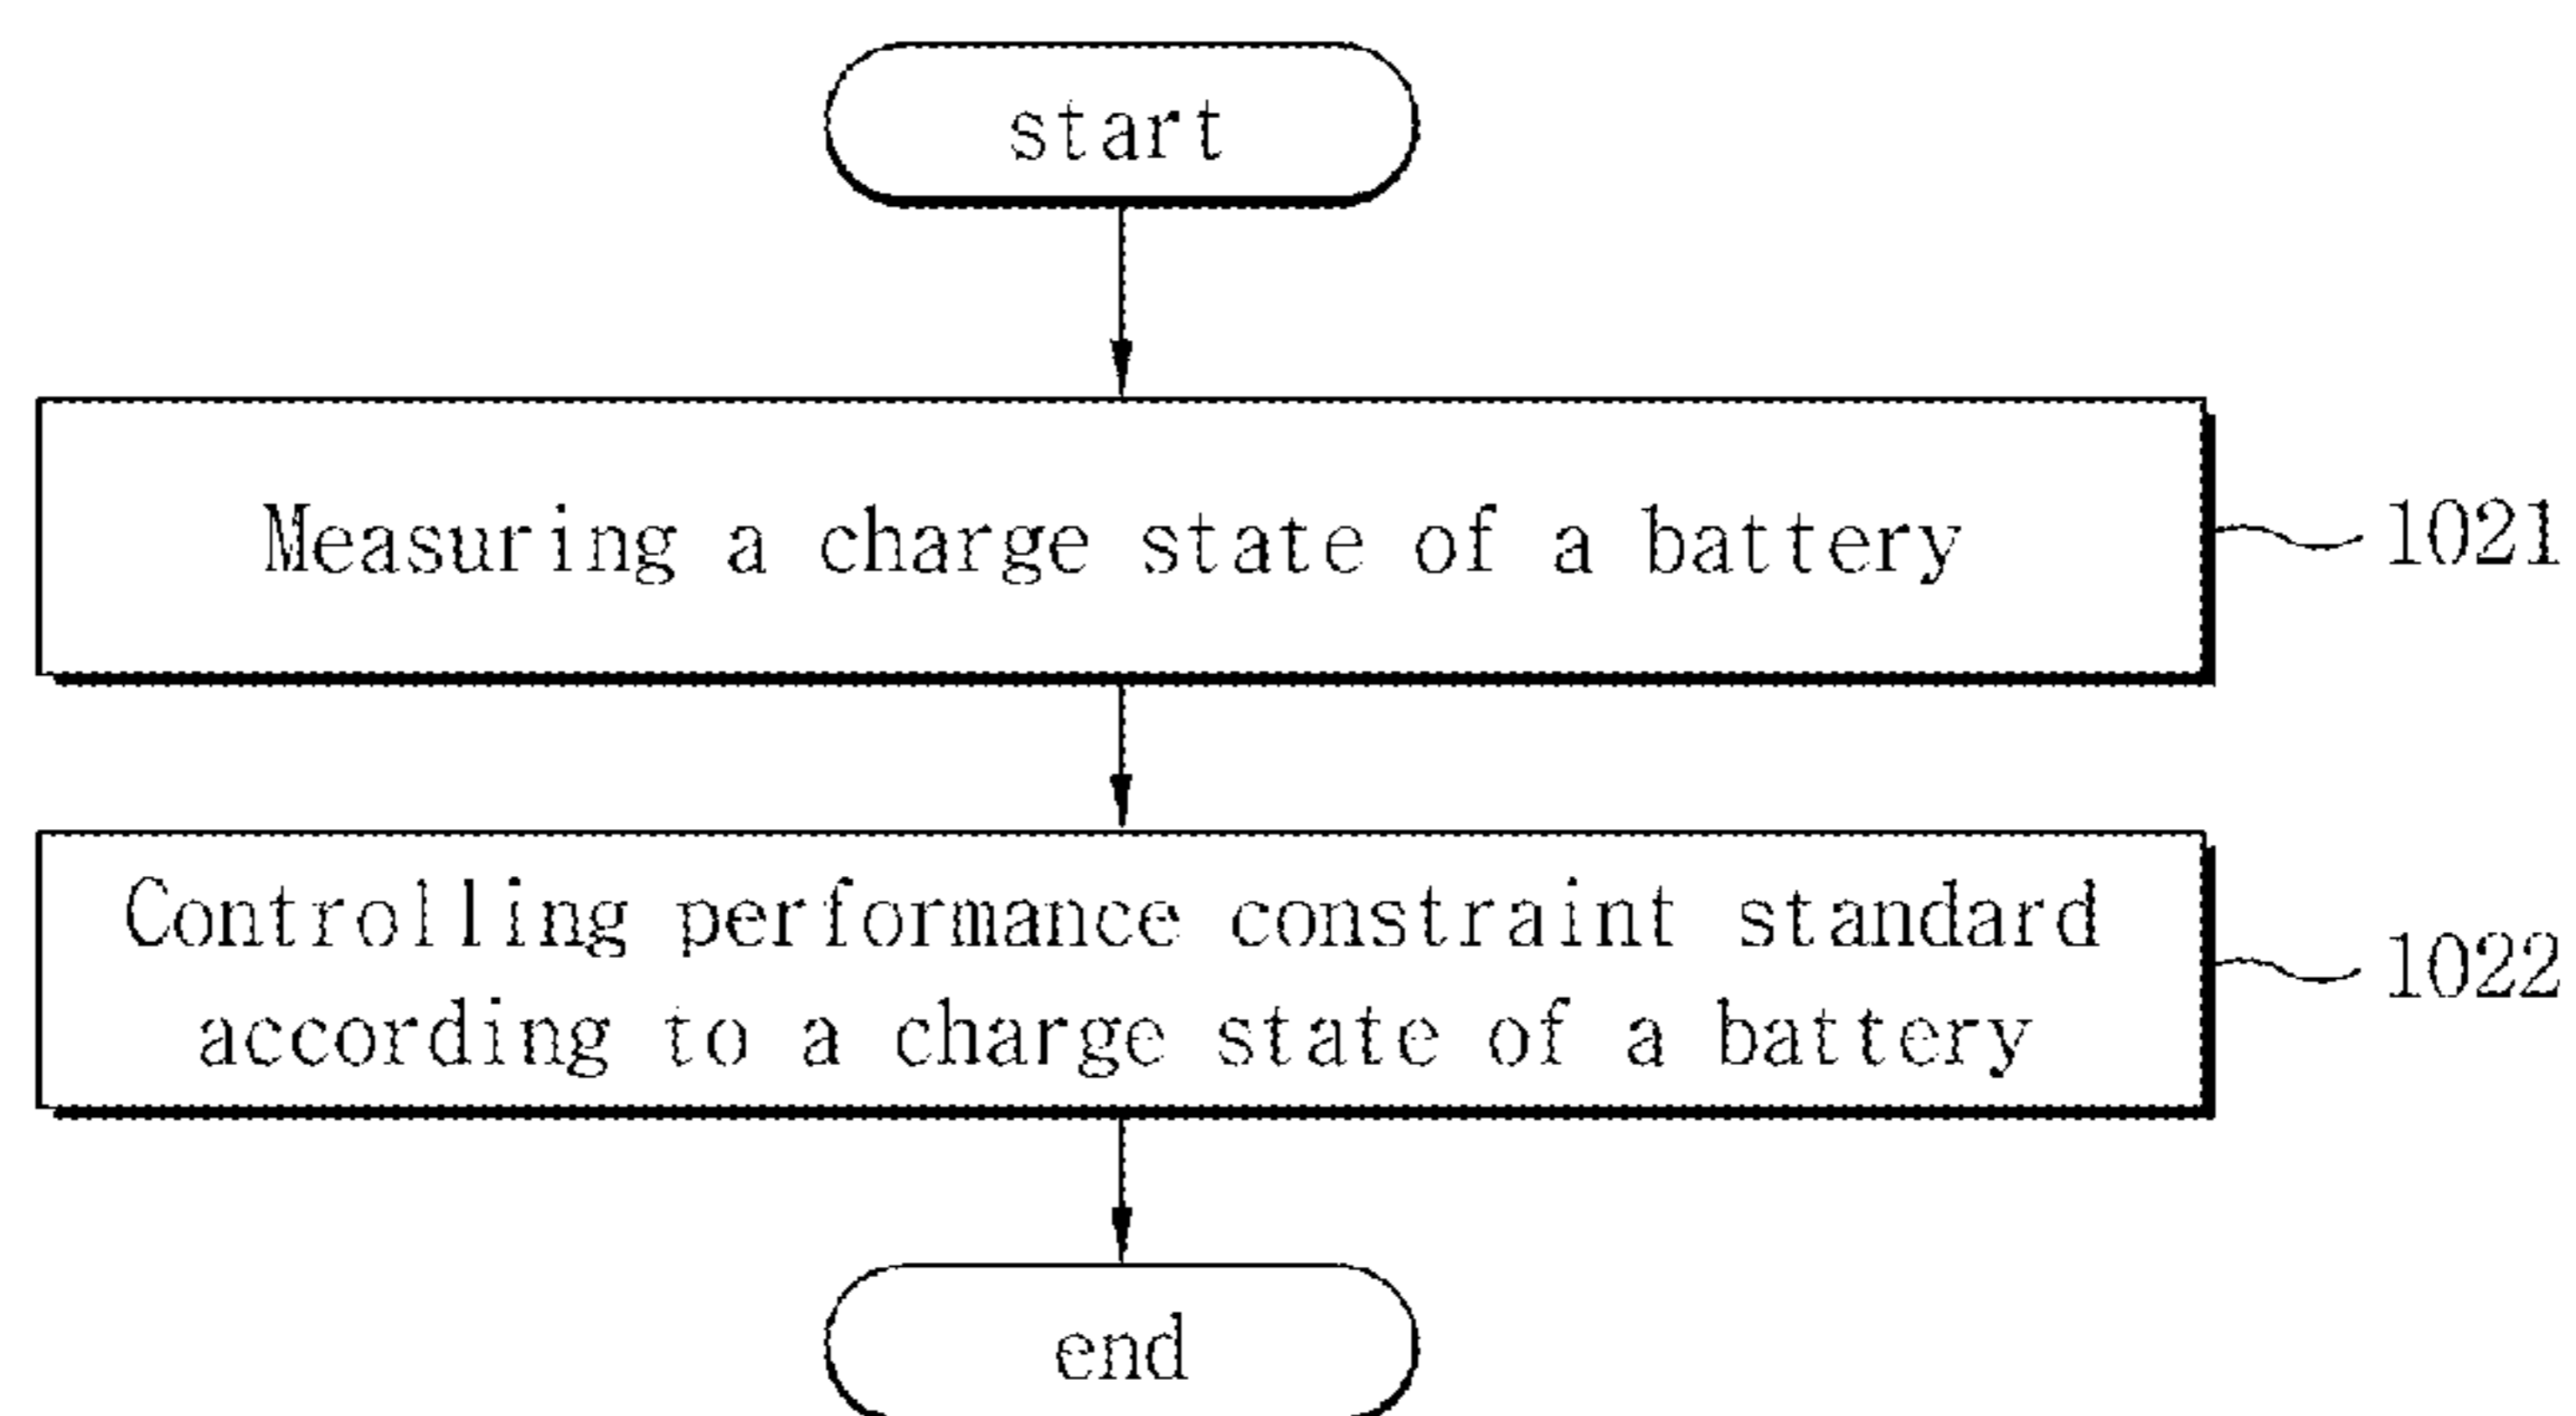 start
Measuring a charge state of a battery
1021
Controlling performance constraint standard
according to a charge state of a battery
1022
end